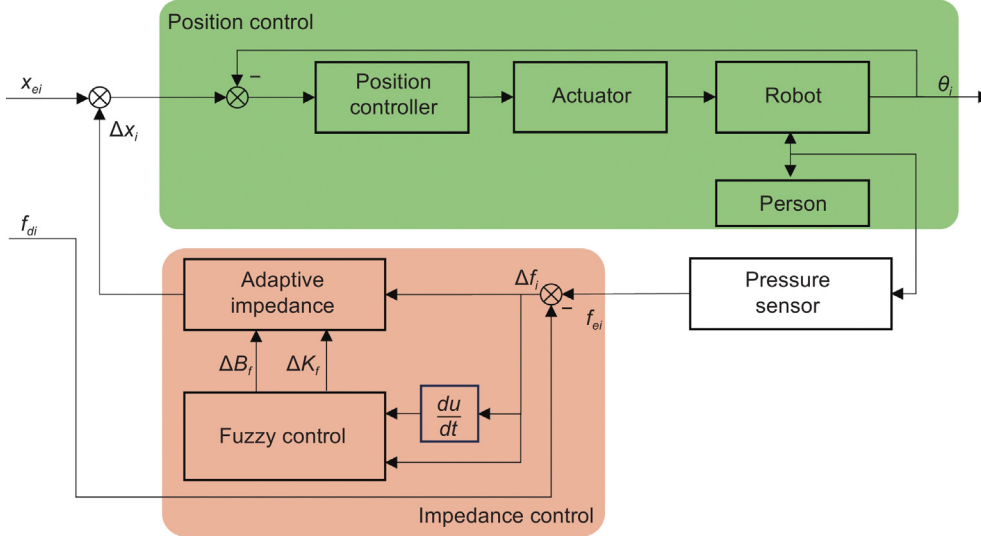 Position control
x_ei
−
Position
controller
Actuator
Robot
θ_i
Δx_i
Person
f_di
Adaptive
impedance
Δf_i
−
f_ei
Pressure
sensor
ΔB_f
ΔK_f
Fuzzy control
du
dt
Impedance control